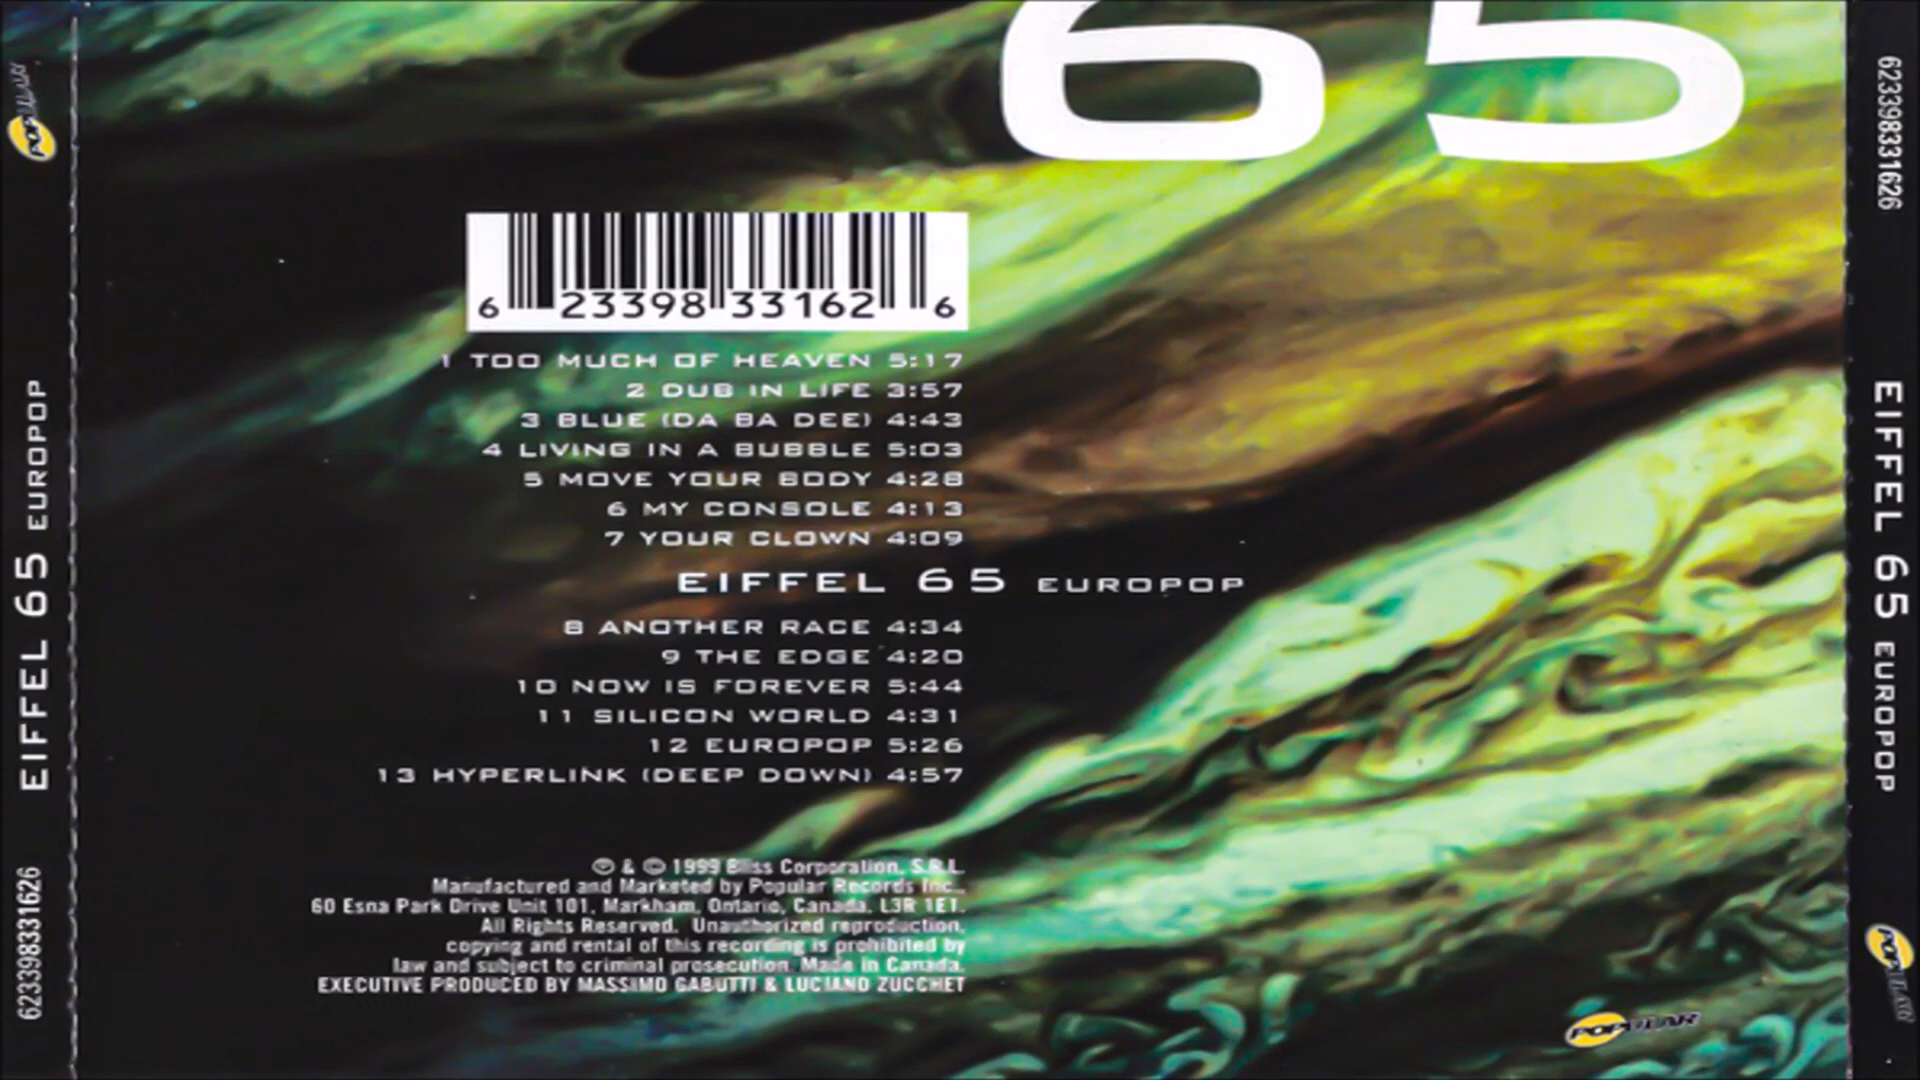 65
6 23398 33162 6
1 TOO MUCH OF HEAVEN 5:17
2 DUB IN LIFE 3:57
3 BLUE (DA BA DEE) 4:43
4 LIVING IN A BUBBLE 5:03
5 MOVE YOUR BODY 4:28
6 MY CONSOLE 4:13
7 YOUR CLOWN 4:09
EIFFEL 65 EUROPOP
8 ANOTHER RACE 4:34
9 THE EDGE 4:20
10 NOW IS FOREVER 5:44
11 SILICON WORLD 4:31
12 EUROPOP 5:26
13 HYPERLINK (DEEP DOWN) 4:57
℗ & © 1999 Bliss Corporation, S.R.L.
Manufactured and Marketed by Popular Records Inc.,
60 Esna Park Drive Unit 101, Markham, Ontario, Canada, L3R 1E1.
All Rights Reserved. Unauthorized reproduction,
copying and rental of this recording is prohibited by
law and subject to criminal prosecution. Made in Canada.
EXECUTIVE PRODUCED BY MASSIMO GABUTTI & LUCIANO ZUCCHET
POPULAR
623398331626 EIFFEL 65 EUROPOP POPULAR
623398331626 EIFFEL 65 EUROPOP POPULAR